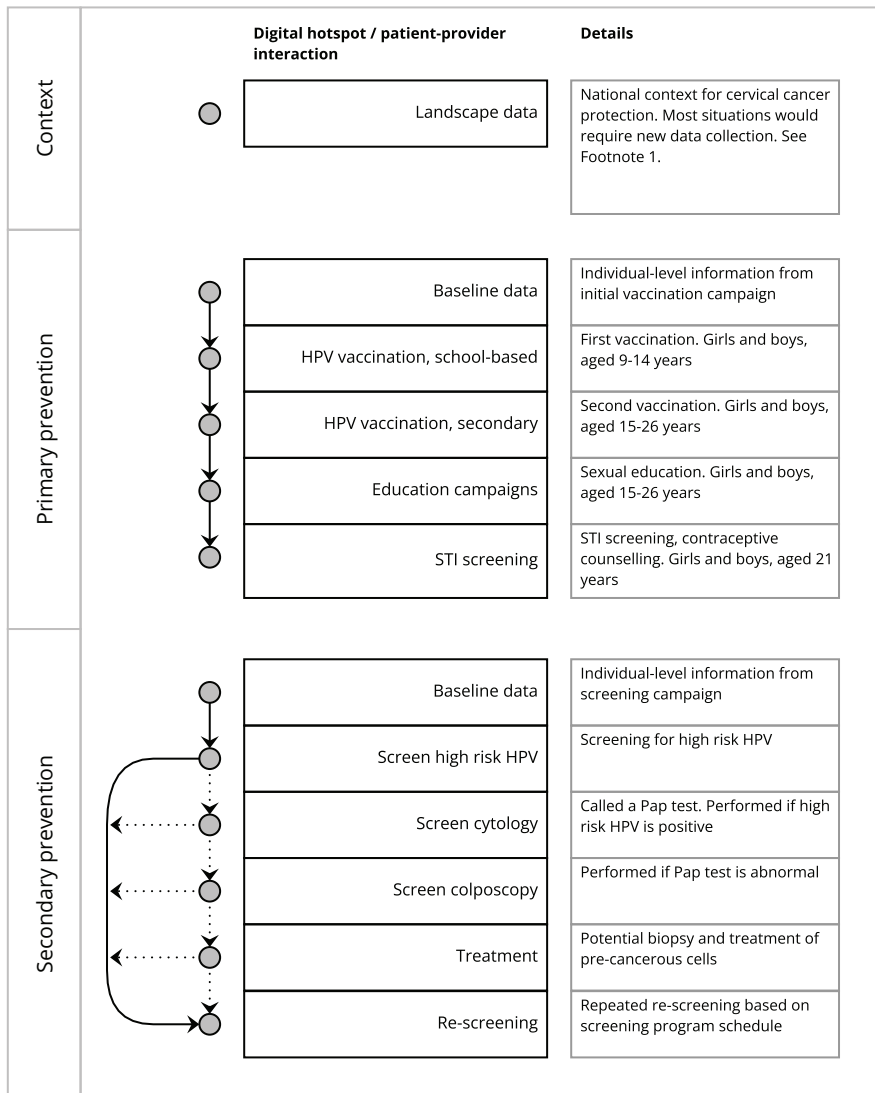 Digital hotspot / patient-provider
interaction
Details
Context
Landscape data
National context for cervical cancer
protection. Most situations would
require new data collection. See
Footnote 1.
Primary prevention
Baseline data
Individual-level information from
initial vaccination campaign
HPV vaccination, school-based
First vaccination. Girls and boys,
aged 9-14 years
HPV vaccination, secondary
Second vaccination. Girls and boys,
aged 15-26 years
Education campaigns
Sexual education. Girls and boys,
aged 15-26 years
STI screening
STI screening, contraceptive
counselling. Girls and boys, aged 21
years
Secondary prevention
Baseline data
Individual-level information from
screening campaign
Screen high risk HPV
Screening for high risk HPV
Screen cytology
Called a Pap test. Performed if high
risk HPV is positive
Screen colposcopy
Performed if Pap test is abnormal
Treatment
Potential biopsy and treatment of
pre-cancerous cells
Re-screening
Repeated re-screening based on
screening program schedule